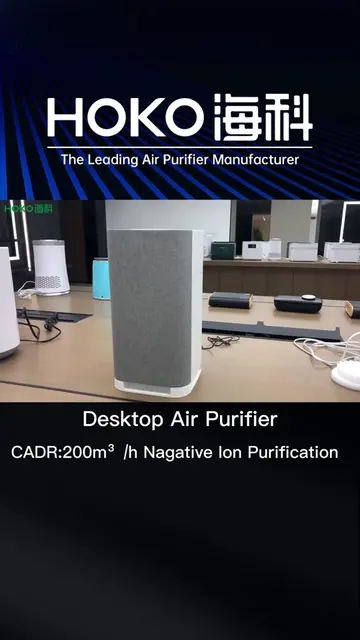 HOKO海科
The Leading Air Purifier Manufacturer
HOKO海科
Desktop Air Purifier
CADR:200m³ /h Nagative Ion Purification